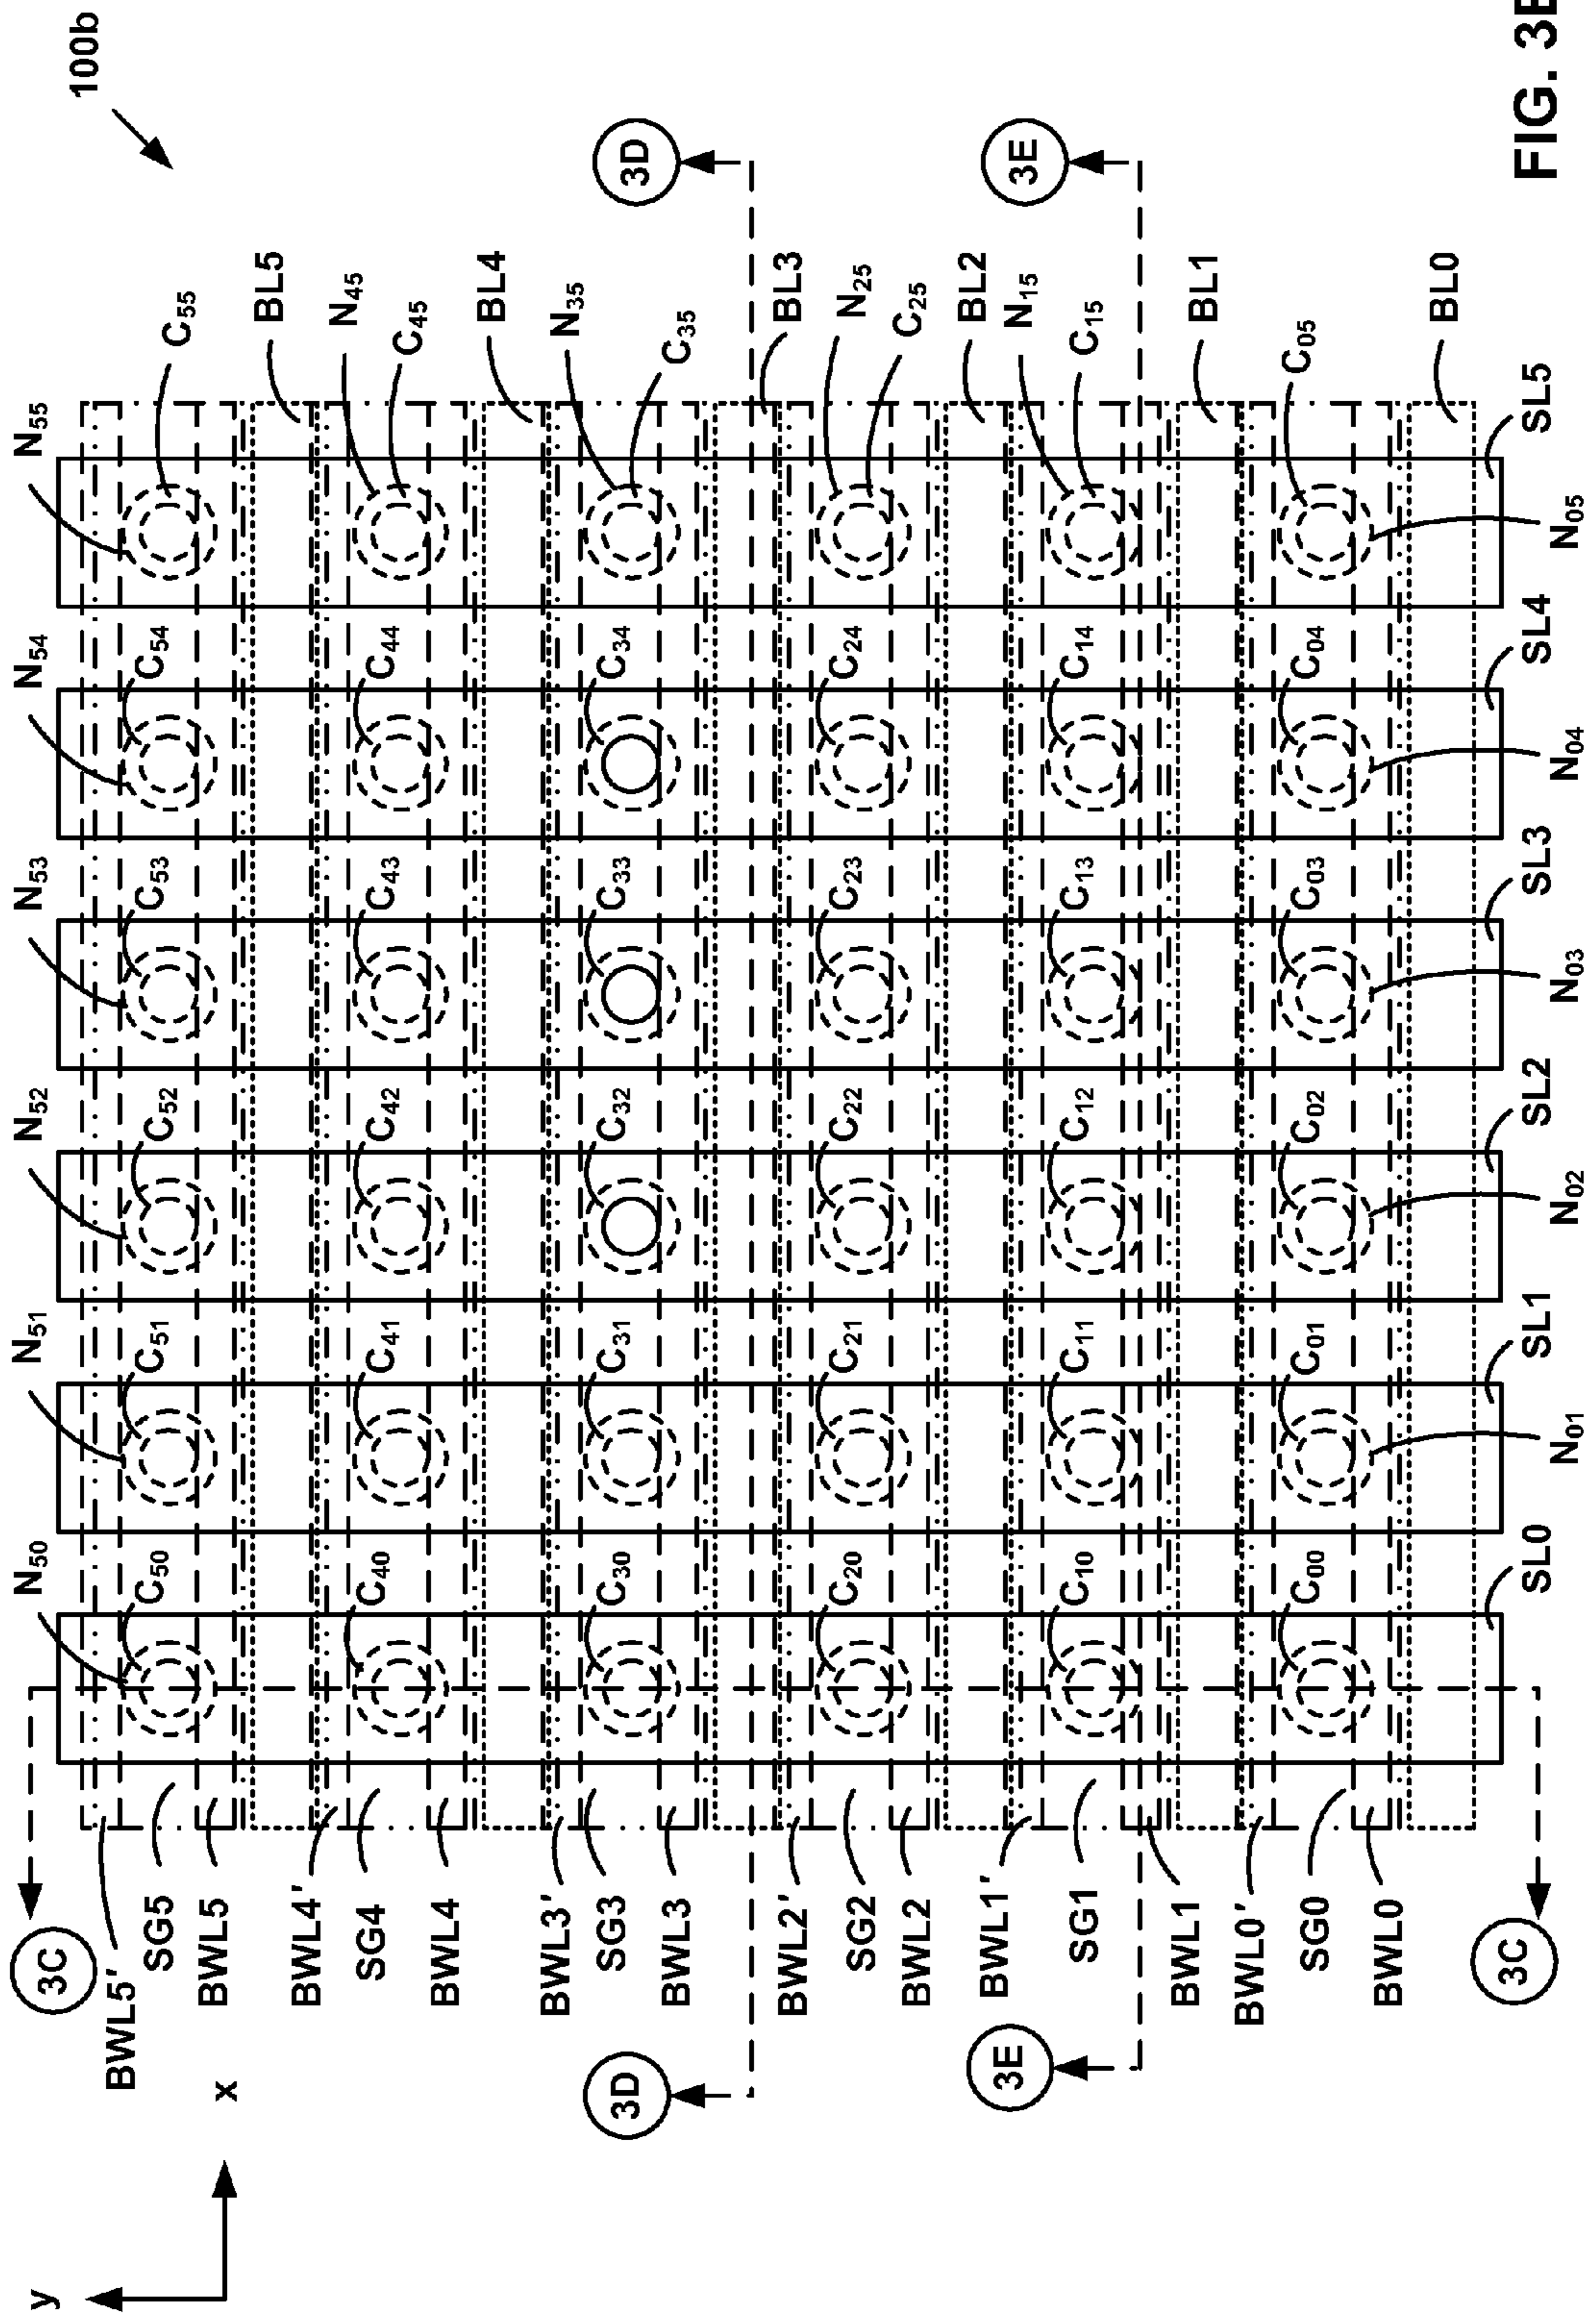 100b
y
3C
N50 N51 N52 N53 N54 N55
BWL5′
x
SG5
C50 C51 C52 C53 C54 C55
BWL5
BL5
BWL4′
N45
SG4
C40 C41 C42 C43 C44 C45
BWL4
BL4
BWL3′
N35
SG3
C30 C31 C32 C33 C34 C35
3D 3D
BWL3
BL3
BWL2′
N25
SG2
C20 C21 C22 C23 C24 C25
BWL2
BL2
BWL1′
N15
3E 3E
SG1
C10 C11 C12 C13 C14 C15
BWL1
BL1
BWL0′
SG0
C00 C01 C02 C03 C04 C05
BWL0
BL0
3C
SL0 SL1 SL2 SL3 SL4 SL5
N01 N02 N03 N04 N05
FIG.